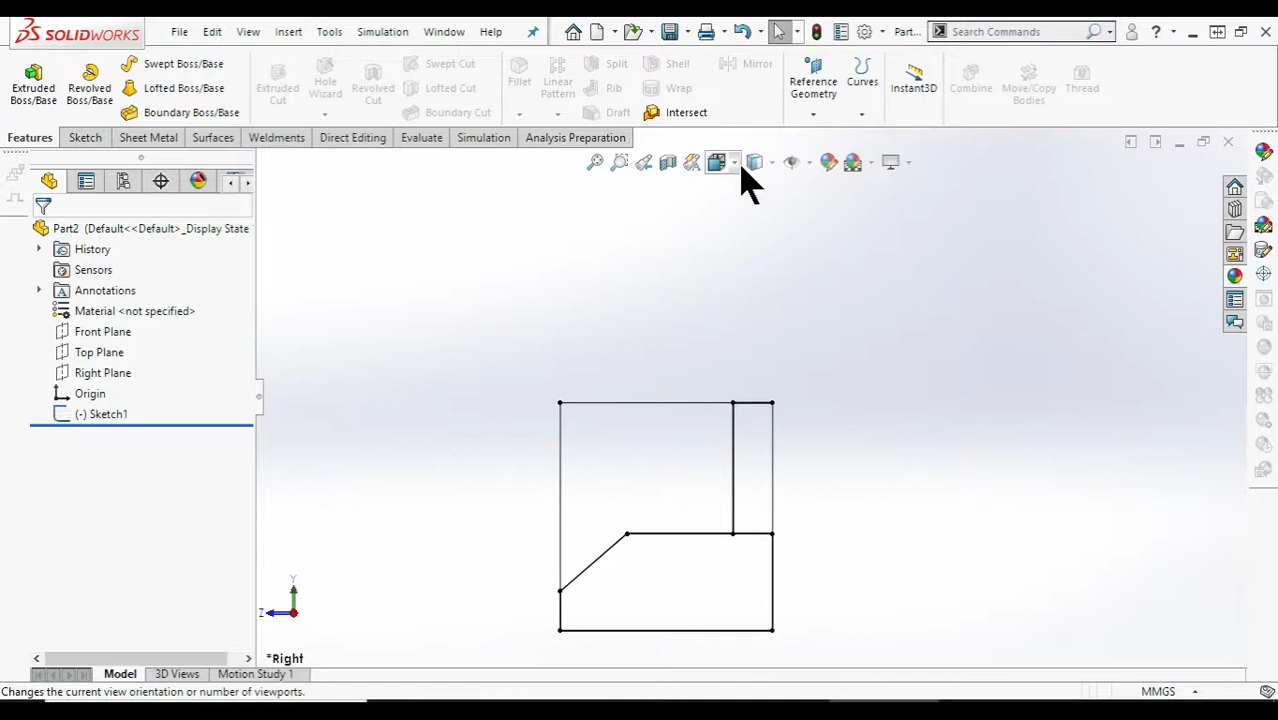 SOLIDWORKS File Edit View Insert Tools Simulation Window Help Part... Search Commands ?
Extruded Boss/Base Revolved Boss/Base Swept Boss/Base Lofted Boss/Base Boundary Boss/Base Extruded Cut Hole Wizard Revolved Cut Swept Cut Lofted Cut Boundary Cut Fillet Linear Pattern Split Rib Draft Shell Wrap Intersect Mirror Reference Geometry Curves Instant3D Combine Move/Copy Bodies Thread
Features Sketch Sheet Metal Surfaces Weldments Direct Editing Evaluate Simulation Analysis Preparation
Part2 (Default<<Default>_Display State
History
Sensors
Annotations
Material <not specified>
Front Plane
Top Plane
Right Plane
Origin
(-) Sketch1
Y
Z
*Right
Model 3D Views Motion Study 1
Changes the current view orientation or number of viewports. MMGS